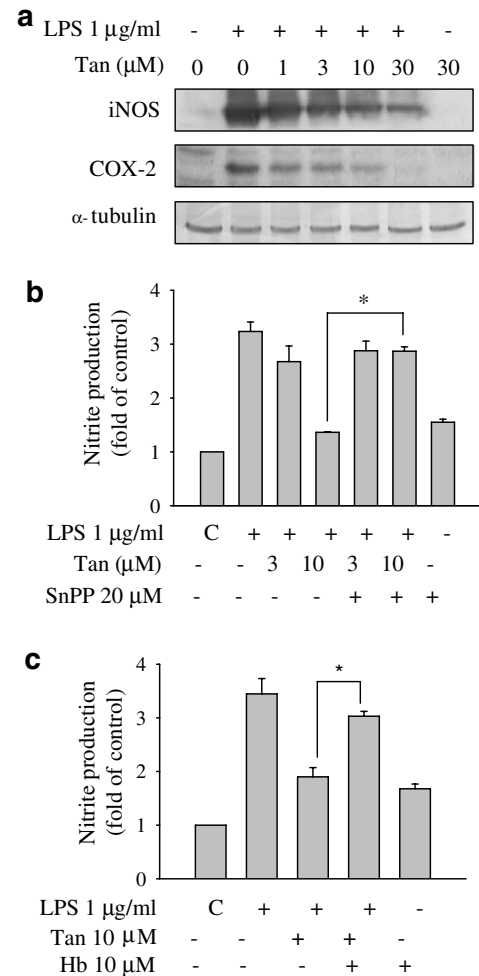 a
LPS 1 μg/ml - + + + + + -
Tan (μM) 0 0 1 3 10 30 30
iNOS
COX-2
α- tubulin
b
Nitrite production
(fold of control)
4
3
2
1
0
*
LPS 1 μg/ml C + + + + + -
Tan (μM) - - 3 10 3 10 -
SnPP 20 μM - - - - + + +
c
Nitrite production
(fold of control)
4
3
2
1
0
*
LPS 1 μg/ml C + + + -
Tan 10 μM - - + + -
Hb 10 μM - - - + +